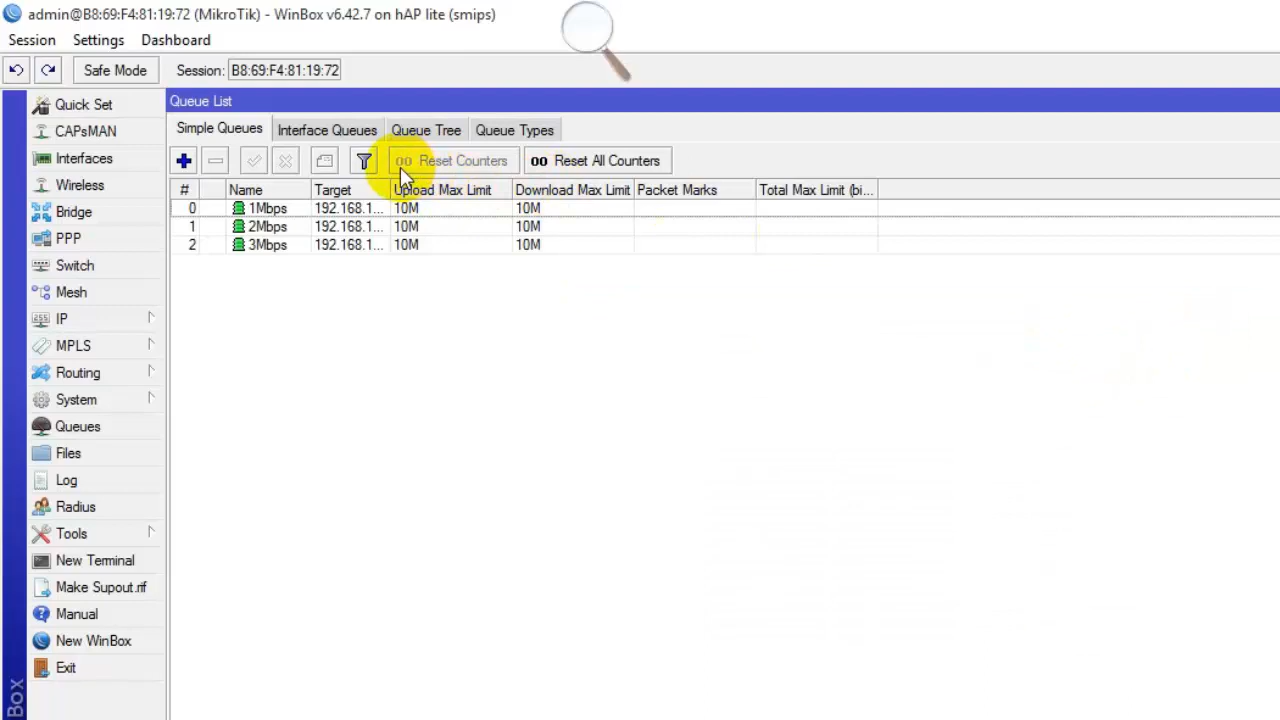 admin@B8:69:F4:81:19:72 (MikroTik) - WinBox v6.42.7 on hAP lite (smips)
Session Settings Dashboard
Safe Mode Session: B8:69:F4:81:19:72
Queue List
Simple Queues Interface Queues Queue Tree Queue Types
00 Reset Counters 00 Reset All Counters
# Name Target Upload Max Limit Download Max Limit Packet Marks Total Max Limit (bi...
0 1Mbps 192.168.1... 10M 10M
1 2Mbps 192.168.1... 10M 10M
2 3Mbps 192.168.1... 10M 10M
Quick Set
CAPsMAN
Interfaces
Wireless
Bridge
PPP
Switch
Mesh
IP
MPLS
Routing
System
Queues
Files
Log
Radius
Tools
New Terminal
Make Supout.rif
Manual
New WinBox
Exit
Box